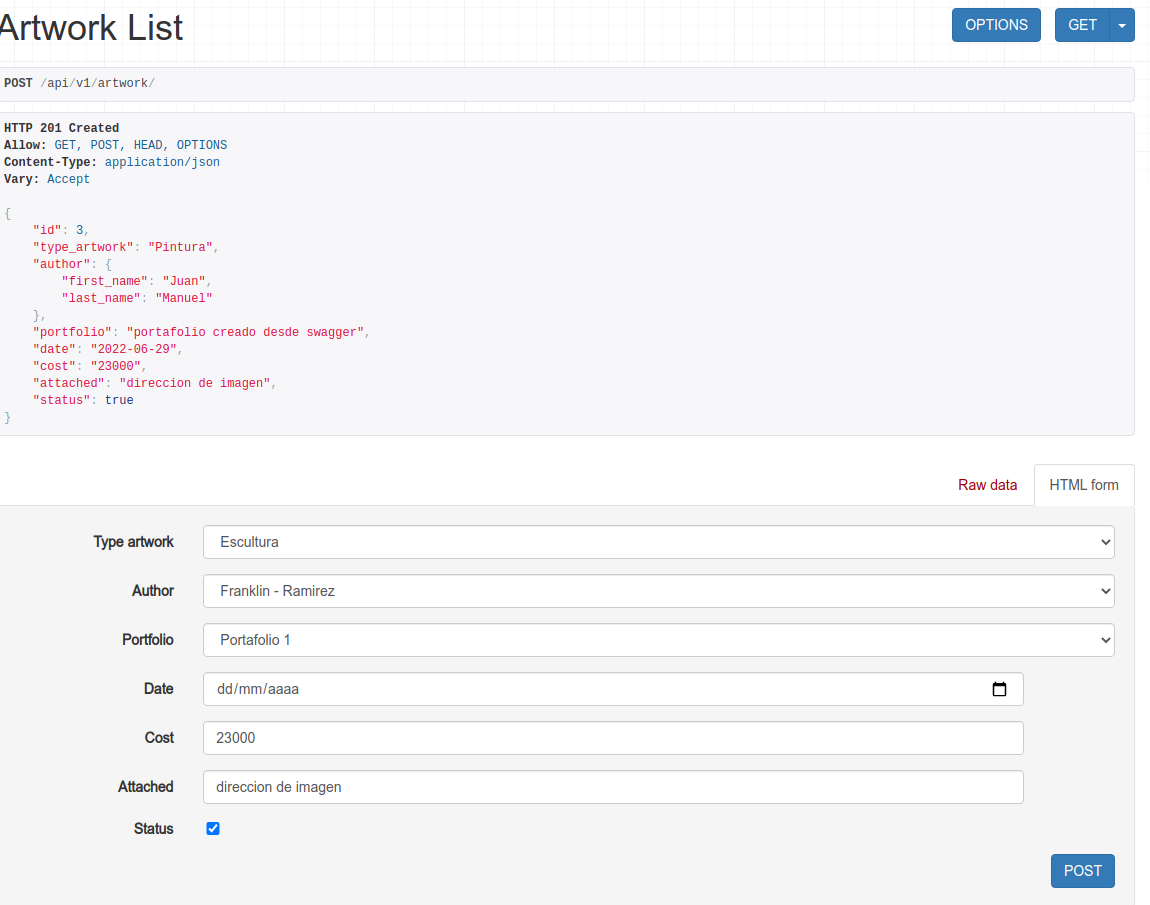 Artwork List
OPTIONS
GET
POST /api/v1/artwork/
HTTP 201 Created
Allow: GET, POST, HEAD, OPTIONS
Content-Type: application/json
Vary: Accept
{
    "id": 3,
    "type_artwork": "Pintura",
    "author": {
        "first_name": "Juan",
        "last_name": "Manuel"
    },
    "portfolio": "portafolio creado desde swagger",
    "date": "2022-06-29",
    "cost": "23000",
    "attached": "direccion de imagen",
    "status": true
}
Raw data
HTML form
Type artwork Escultura
Author Franklin - Ramirez
Portfolio Portafolio 1
Date dd/mm/aaaa
Cost 23000
Attached direccion de imagen
Status
POST